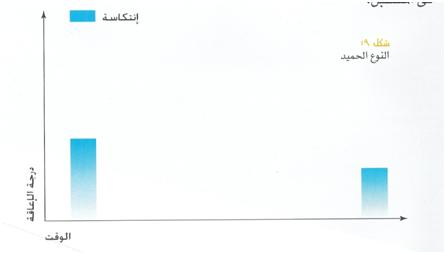 إنتكاسة
شكل ١٩
النوع الحميد
درجة الإعاقة
الوقت